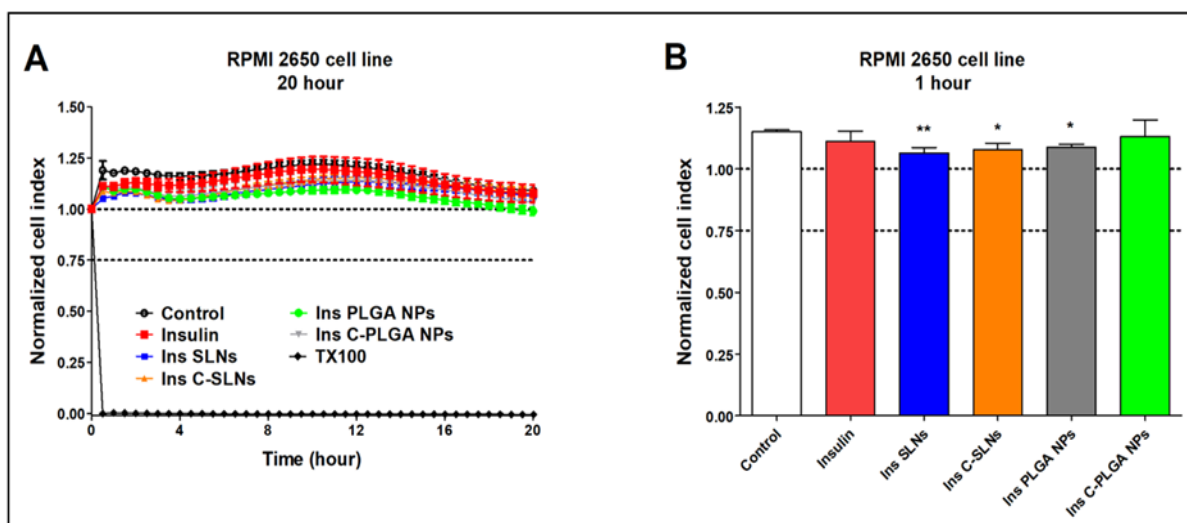 A
RPMI 2650 cell line
20 hour
Normalized cell index
1.50
1.25
1.00
0.75
0.50
0.25
0.00
Control
Insulin
Ins SLNs
Ins C-SLNs
Ins PLGA NPs
Ins C-PLGA NPs
TX100
0 4 8 12 16 20
Time (hour)
B
RPMI 2650 cell line
1 hour
Normalized cell index
1.25
1.00
0.75
0.50
0.25
0.00
** * *
Control
Insulin
Ins SLNs
Ins C-SLNs
Ins PLGA NPs
Ins C-PLGA NPs